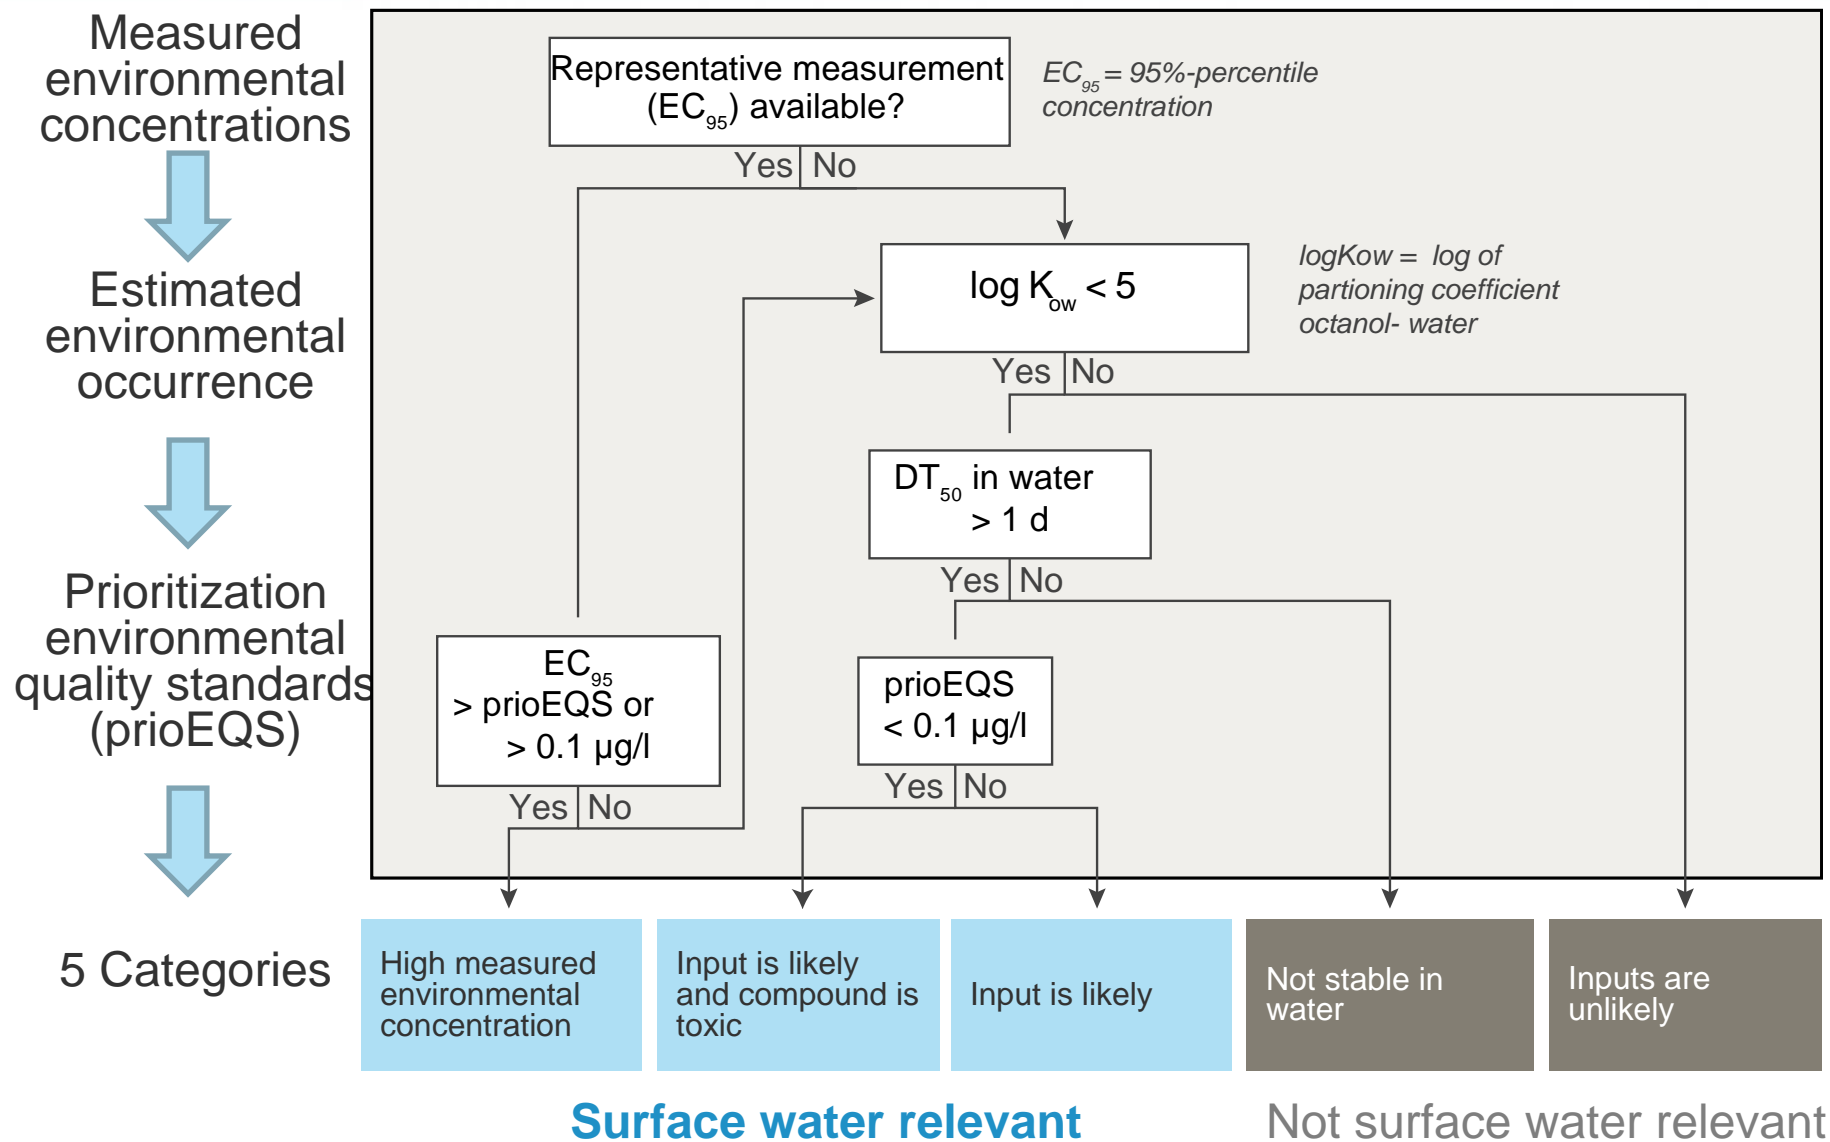 Measured
environmental
concentrations
Estimated
environmental
occurrence
Prioritization
environmental
quality standards
(prioEQS)
5 Categories
Representative measurement
(EC95) available?
EC95 = 95%-percentile
concentration
Yes No
log Kow < 5
logKow = log of
partioning coefficient
octanol- water
Yes No
DT50 in water
> 1 d
Yes No
EC95
> prioEQS or
> 0.1 µg/l
Yes No
prioEQS
< 0.1 µg/l
Yes No
High measured
environmental
concentration
Input is likely
and compound is
toxic
Input is likely
Not stable in
water
Inputs are
unlikely
Surface water relevant
Not surface water relevant